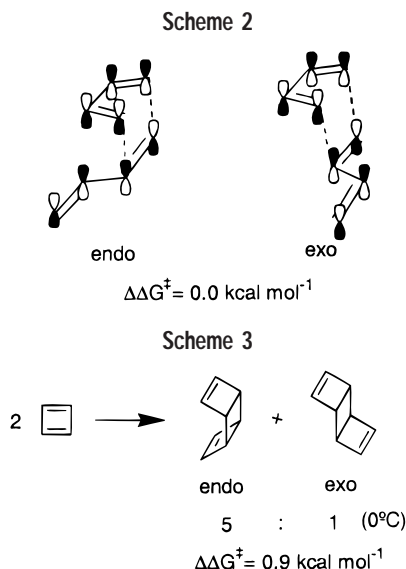 Scheme 2
endo exo
ΔΔG‡= 0.0 kcal mol-1
Scheme 3
2 +
endo exo
5 : 1 (0ºC)
ΔΔG‡= 0.9 kcal mol-1